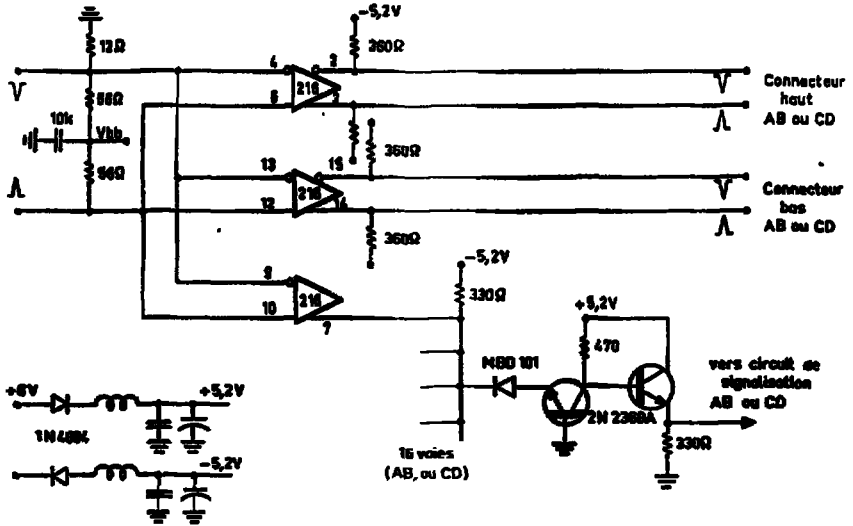 -5,2V
12Ω
360Ω
4
2
216
56Ω
5
3
Connecteur
haut
AB ou CD
10k
Vbb
360Ω
56Ω
13
15
216
12
14
Connecteur
bas
AB ou CD
360Ω
9
-5,2V
216
330Ω
10
7
+5,2V
470
MBD 101
vers circuit de
signalisation
AB ou CD
+6V
+5,2V
2N 2369A
1N4004
330Ω
16 voies
(AB, ou CD)
-5,2V